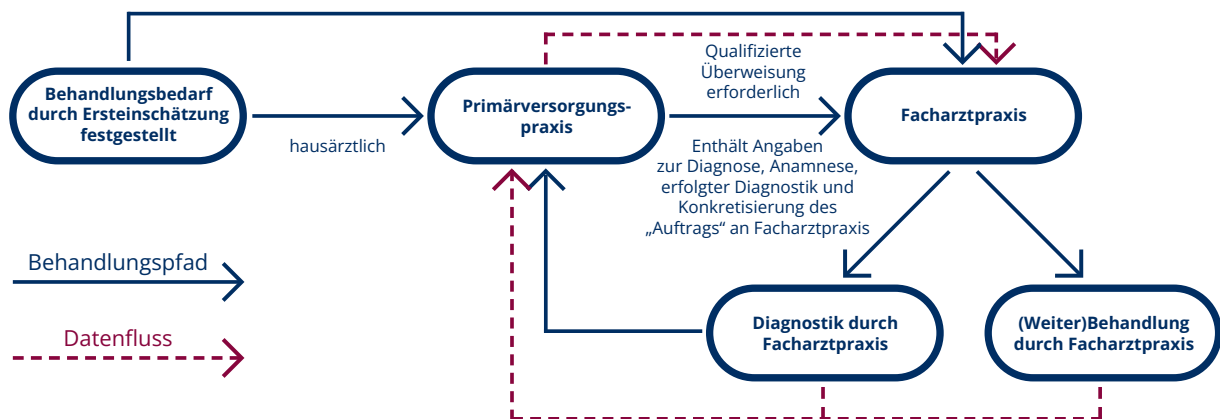 Behandlungsbedarf
durch Ersteinschätzung
festgestellt
hausärztlich
Primärversorgungs-
praxis
Qualifizierte
Überweisung
erforderlich
Enthält Angaben
zur Diagnose, Anamnese,
erfolgter Diagnostik und
Konkretisierung des
„Auftrags“ an Facharztpraxis
Facharztpraxis
Behandlungspfad
Datenfluss
Diagnostik durch
Facharztpraxis
(Weiter)Behandlung
durch Facharztpraxis